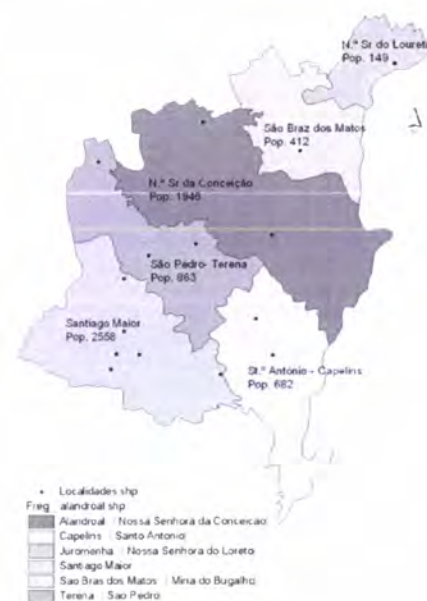 N.ª Sr do Loureto
Pop. 149
São Braz dos Matos
Pop. 412
N.ª Sr da Conceição
Pop. 1946
São Pedro- Terena
Pop. 863
Santiago Maior
Pop. 2558
St.º António - Capelins
Pop. 682
Localidades shp
Freg alandroal shp
Alandroal Nossa Senhora da Conceicao
Capelins Santo Antonio
Juromenha Nossa Senhora do Loreto
Santiago Maior
Sao Bras dos Matos Mina do Bugalho
Terena Sao Pedro